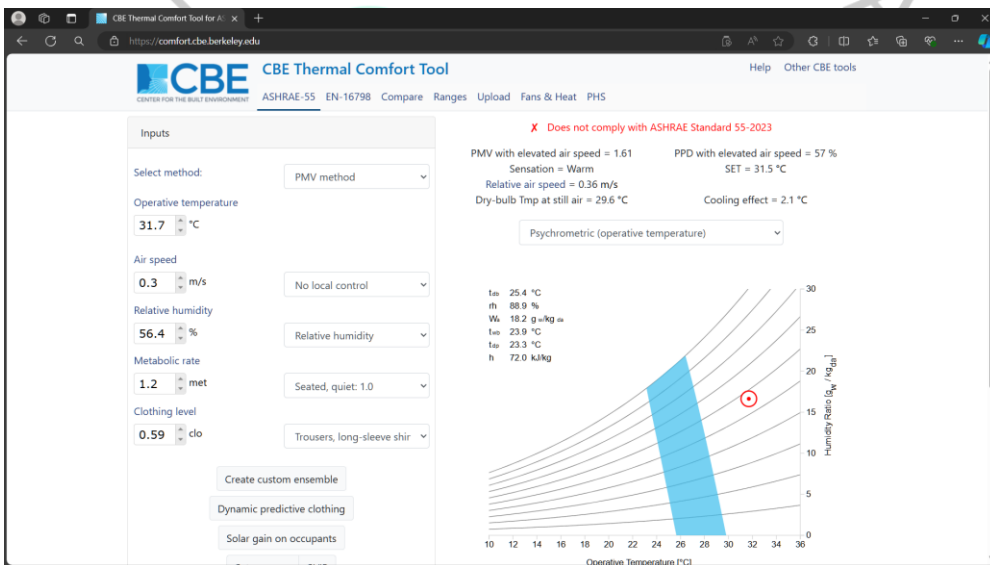 CBE Thermal Comfort Tool for AS
https://comfort.cbe.berkeley.edu
CBE
CENTER FOR THE BUILT ENVIRONMENT
CBE Thermal Comfort Tool
Help Other CBE tools
ASHRAE-55 EN-16798 Compare Ranges Upload Fans & Heat PHS
Inputs
Select method:
PMV method
Operative temperature
31.7 °C
Air speed
0.3 m/s
No local control
Relative humidity
56.4 %
Relative humidity
Metabolic rate
1.2 met
Seated, quiet: 1.0
Clothing level
0.59 clo
Trousers, long-sleeve shir
Create custom ensemble
Dynamic predictive clothing
Solar gain on occupants
✗ Does not comply with ASHRAE Standard 55-2023
PMV with elevated air speed = 1.61
PPD with elevated air speed = 57 %
Sensation = Warm
SET = 31.5 °C
Relative air speed = 0.36 m/s
Dry-bulb Tmp at still air = 29.6 °C
Cooling effect = 2.1 °C
Psychrometric (operative temperature)
tdb 25.4 °C
rh 88.9 %
Wa 18.2 g w/kg da
twb 23.9 °C
tdp 23.3 °C
h 72.0 kJ/kg
30
25
20
15
10
5
0
Humidity Ratio [gw / kgda]
10 12 14 16 18 20 22 24 26 28 30 32 34 36
Operative Temperature [°C]